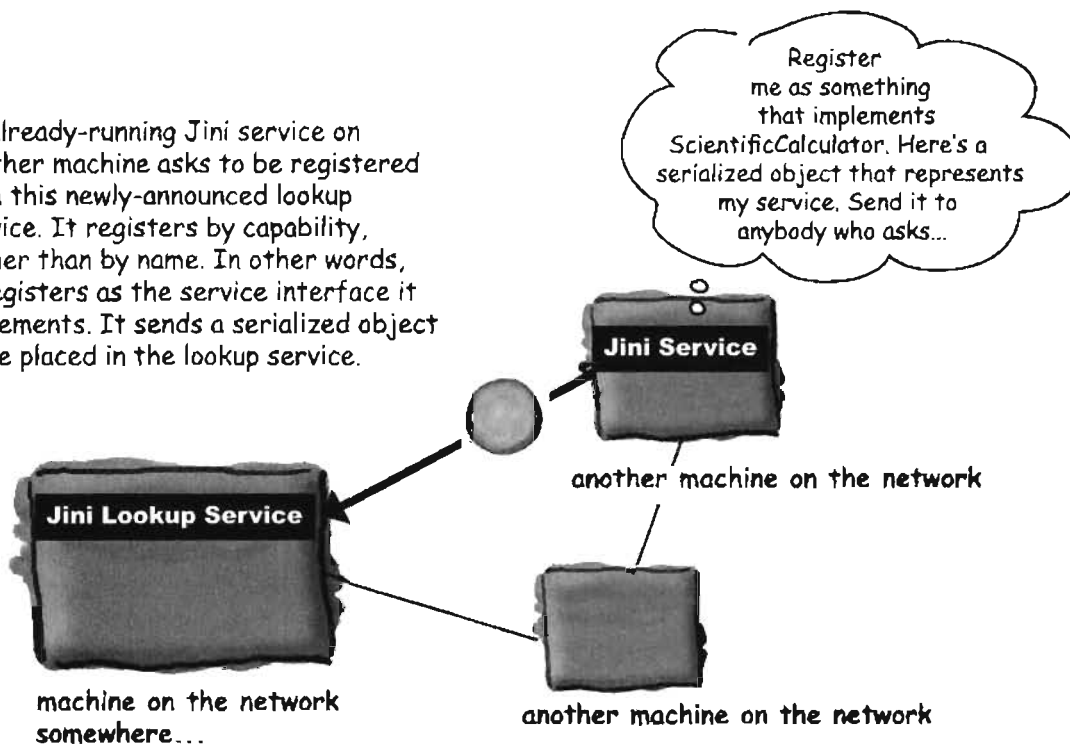 lready-running Jini service on
ther machine asks to be registered
this newly-announced lookup
vice. It registers by capability,
her than by name. In other words,
egisters as the service interface it
ements. It sends a serialized object
e placed in the lookup service.
Register
me as something
that implements
ScientificCalculator. Here's a
serialized object that represents
my service. Send it to
anybody who asks...
Jini Service
another machine on the network
Jini Lookup Service
machine on the network
somewhere...
another machine on the network